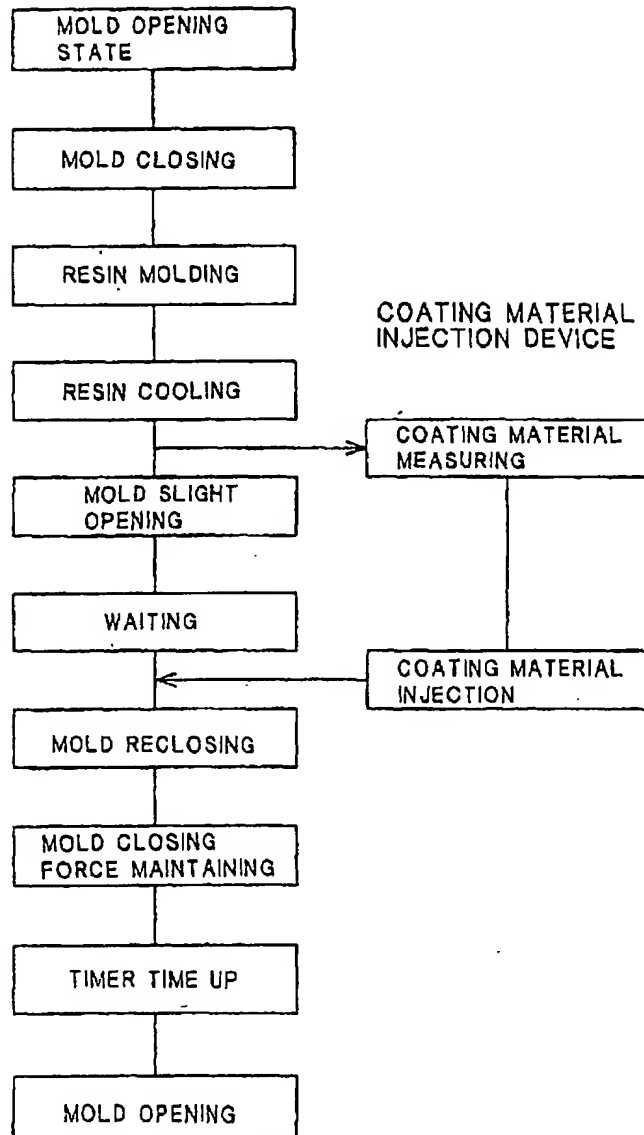 MOLD OPENING
STATE
MOLD CLOSING
RESIN MOLDING
COATING MATERIAL
INJECTION DEVICE
RESIN COOLING
COATING MATERIAL
MEASURING
MOLD SLIGHT
OPENING
WAITING
COATING MATERIAL
INJECTION
MOLD RECLOSING
MOLD CLOSING
FORCE MAINTAINING
TIMER TIME UP
MOLD OPENING